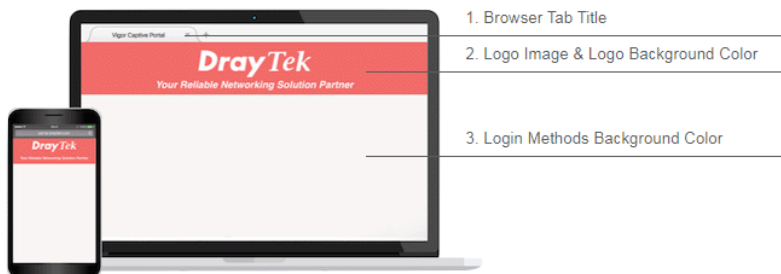 1. Browser Tab Title
Vigor Captive Portal
2. Logo Image & Logo Background Color
DrayTek
Your Reliable Networking Solution Partner
3. Login Methods Background Color
DrayTek
Your Reliable Networking Solution Partner